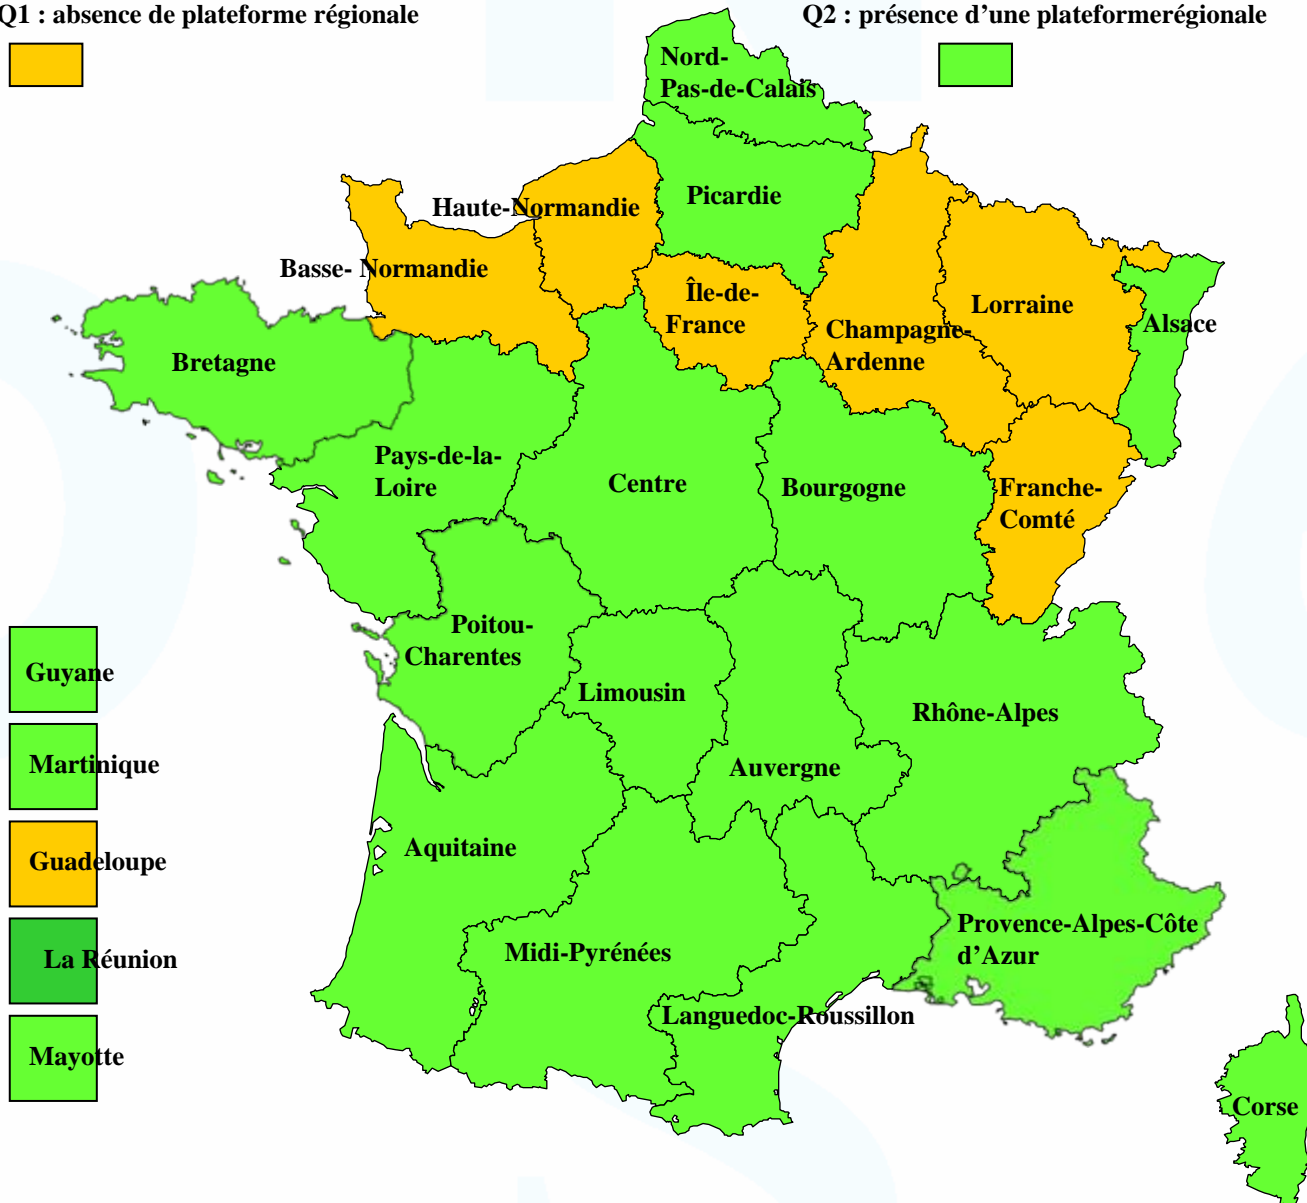 Q1 : absence de plateforme régionale
Q2 : présence d’une plateformerégionale
Nord-
Pas-de-Calais
Picardie
Haute-Normandie
Basse- Normandie
Île-de-
France
Champagne-
Ardenne
Lorraine
Alsace
Bretagne
Pays-de-la-
Loire
Centre
Bourgogne
Franche-
Comté
Poitou-
Charentes
Limousin
Auvergne
Rhône-Alpes
Aquitaine
Midi-Pyrénées
Languedoc-Roussillon
Provence-Alpes-Côte
d’Azur
Corse
Guyane
Martinique
Guadeloupe
La Réunion
Mayotte